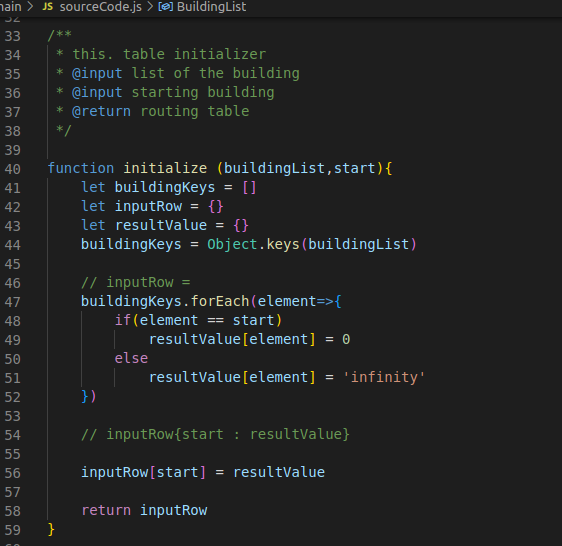 main > JS sourceCode.js > BuildingList
32
33 /**
34  * this. table initializer
35  * @input list of the building
36  * @input starting building
37  * @return routing table
38  */
39
40 function initialize (buildingList,start){
41     let buildingKeys = []
42     let inputRow = {}
43     let resultValue = {}
44     buildingKeys = Object.keys(buildingList)
45
46     // inputRow =
47     buildingKeys.forEach(element=>{
48         if(element == start)
49             resultValue[element] = 0
50         else
51             resultValue[element] = 'infinity'
52     })
53
54     // inputRow{start : resultValue}
55
56     inputRow[start] = resultValue
57
58     return inputRow
59 }